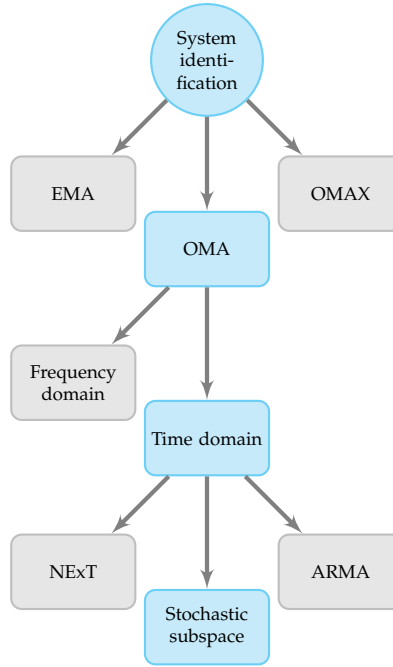 System
identi-
fication
EMA
OMAX
OMA
Frequency
domain
Time domain
NExT
ARMA
Stochastic
subspace